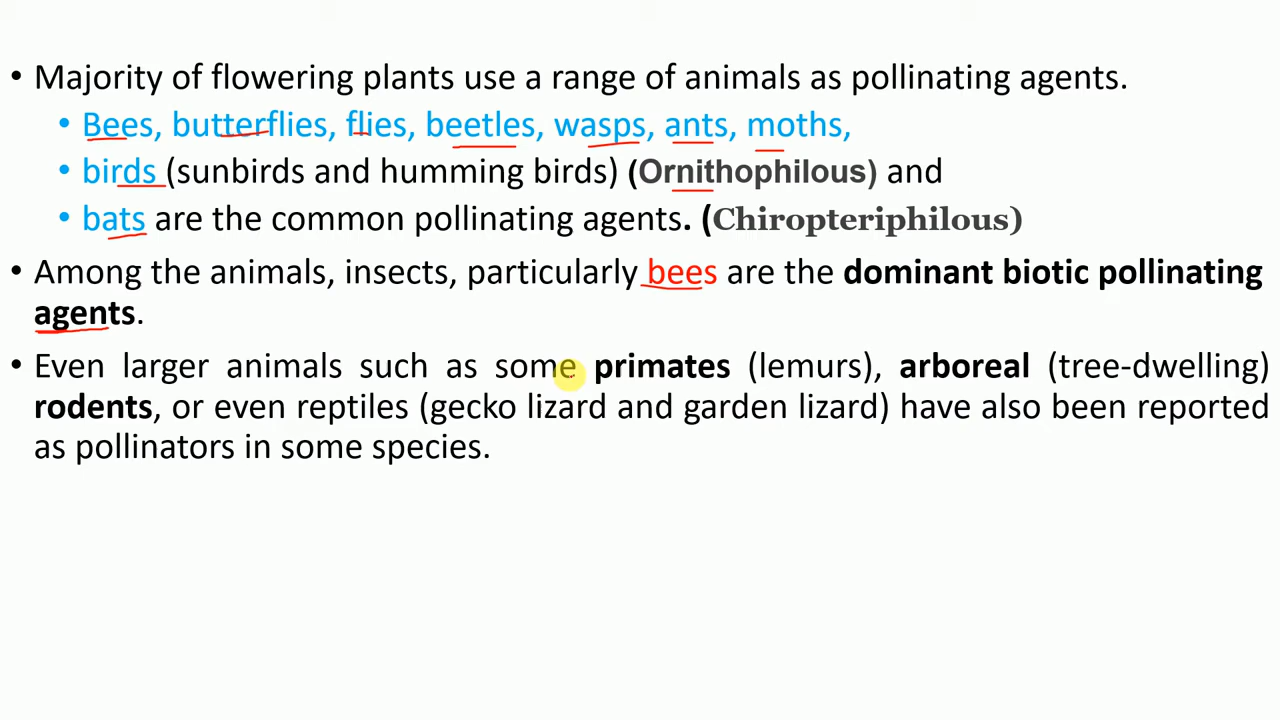 • Majority of flowering plants use a range of animals as pollinating agents.
• Bees, butterflies, flies, beetles, wasps, ants, moths,
• birds (sunbirds and humming birds) (Ornithophilous) and
• bats are the common pollinating agents. (Chiropteriphilous)
• Among the animals, insects, particularly bees are the dominant biotic pollinating
agents.
• Even larger animals such as some primates (lemurs), arboreal (tree-dwelling)
rodents, or even reptiles (gecko lizard and garden lizard) have also been reported
as pollinators in some species.